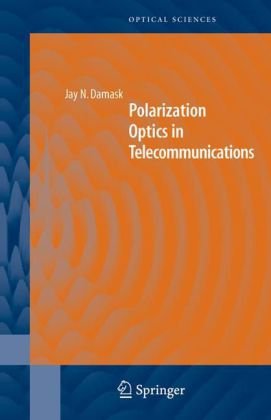 OPTICAL SCIENCES
Jay N. Damask
Polarization
Optics in
Telecommunications
Springer